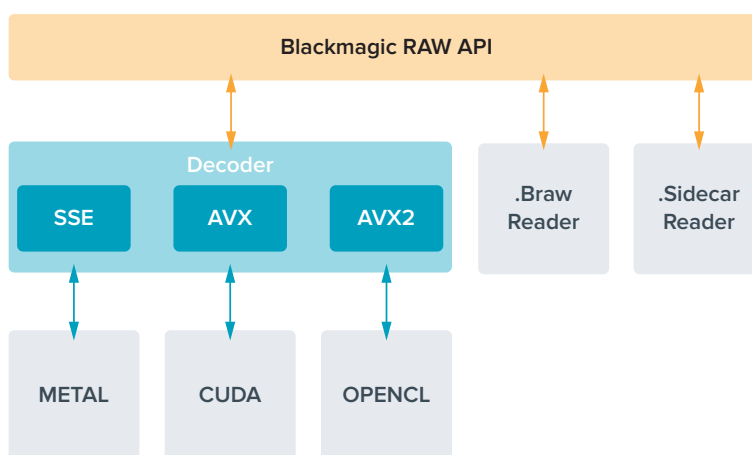 Blackmagic RAW API
Decoder
SSE
AVX
AVX2
.Braw
Reader
.Sidecar
Reader
METAL
CUDA
OPENCL